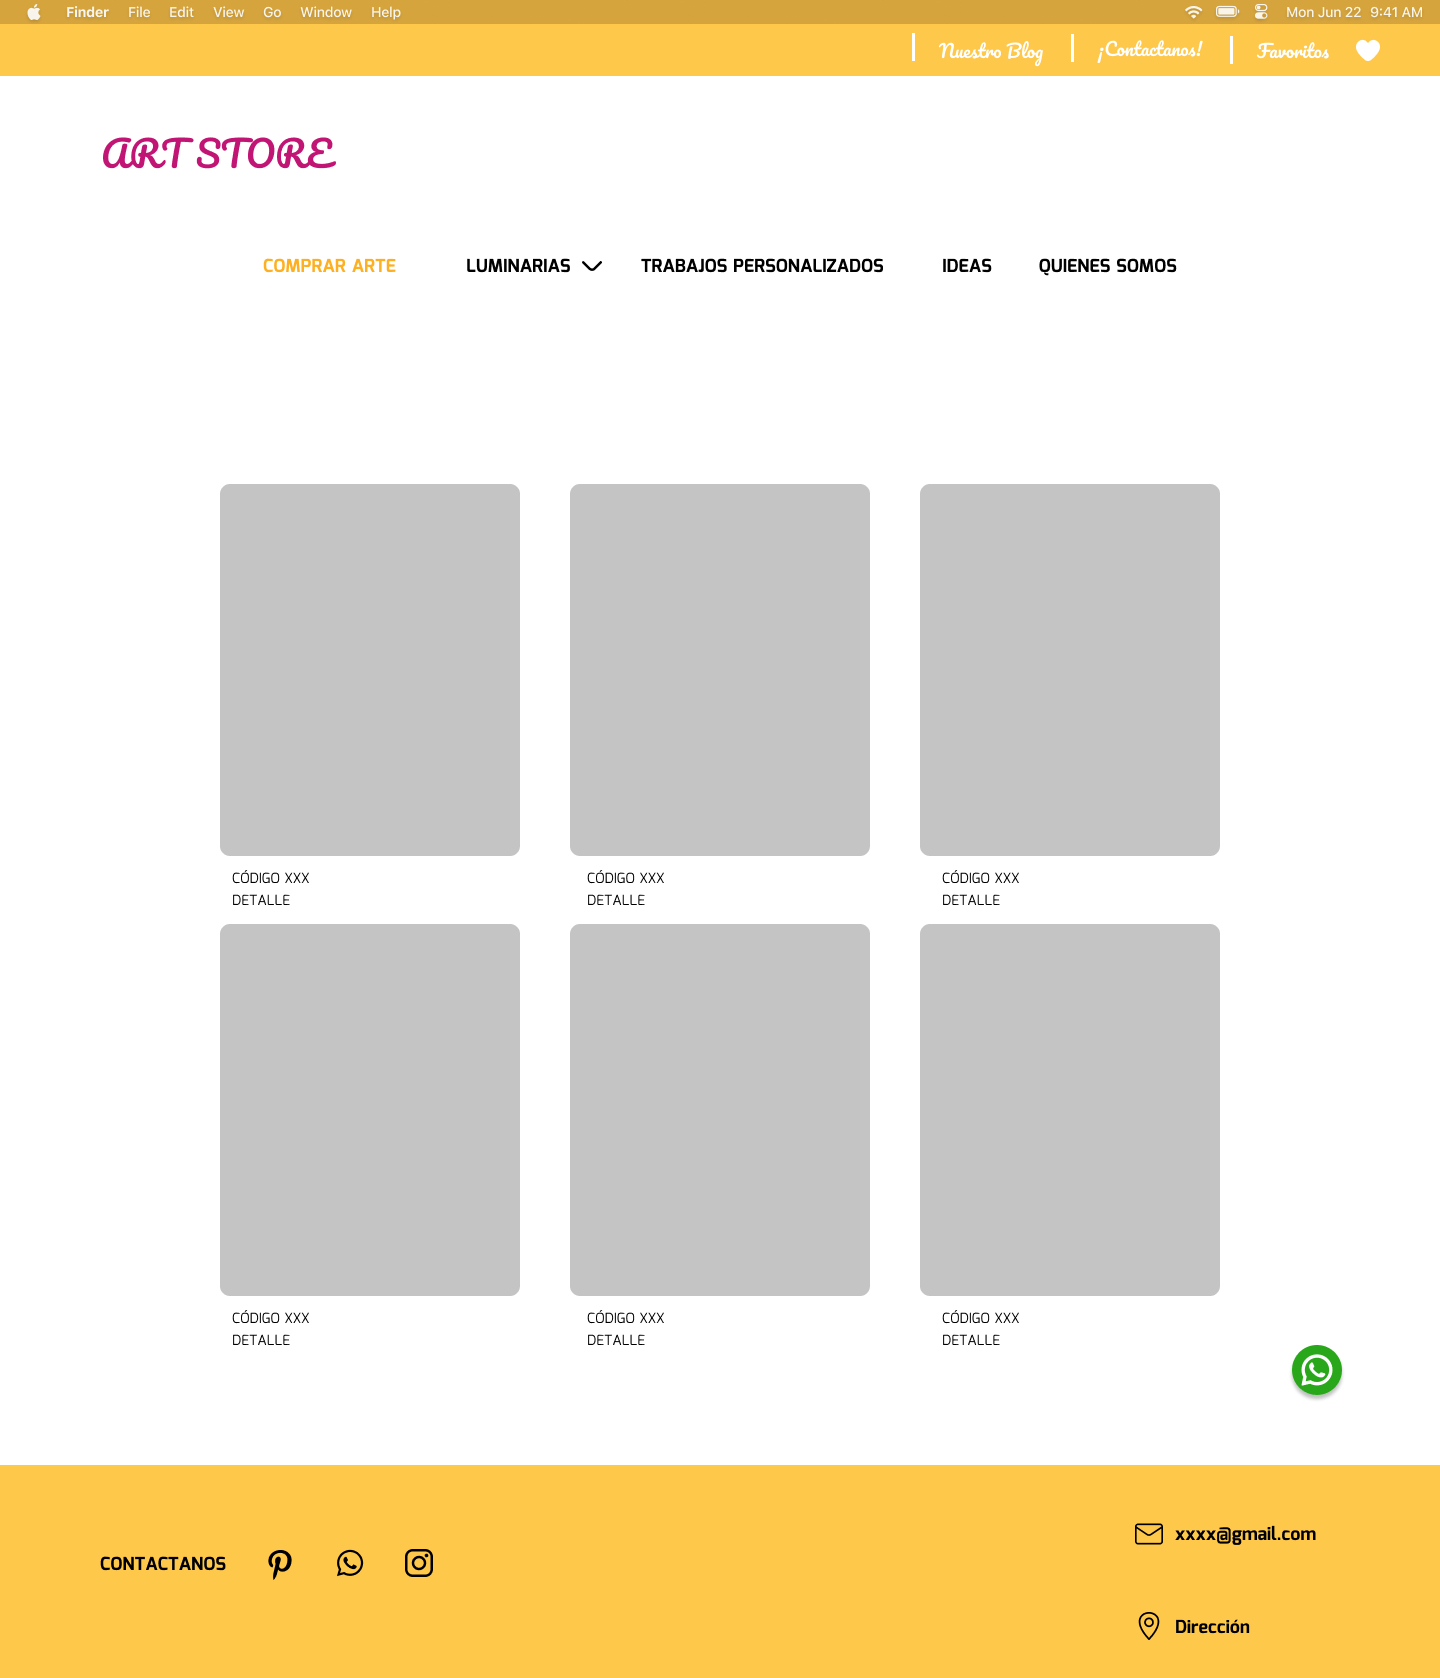 Finder File Edit View Go Window Help Mon Jun 22 9:41 AM
Nuestro Blog ¡Contactanos! Favoritos
ART STORE
COMPRAR ARTE LUMINARIAS TRABAJOS PERSONALIZADOS IDEAS QUIENES SOMOS
CÓDIGO XXX CÓDIGO XXX CÓDIGO XXX
DETALLE DETALLE DETALLE
CÓDIGO XXX CÓDIGO XXX CÓDIGO XXX
DETALLE DETALLE DETALLE
xxxx@gmail.com
CONTACTANOS
Dirección